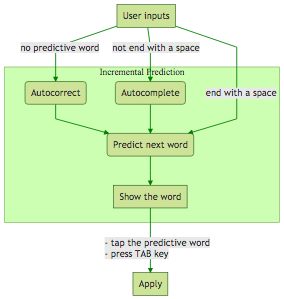 User inputs
no predictive word
not end with a space
Incremental Prediction
Autocorrect
Autocomplete
end with a space
Predict next word
Show the word
- tap the predictive word
- press TAB key
Apply